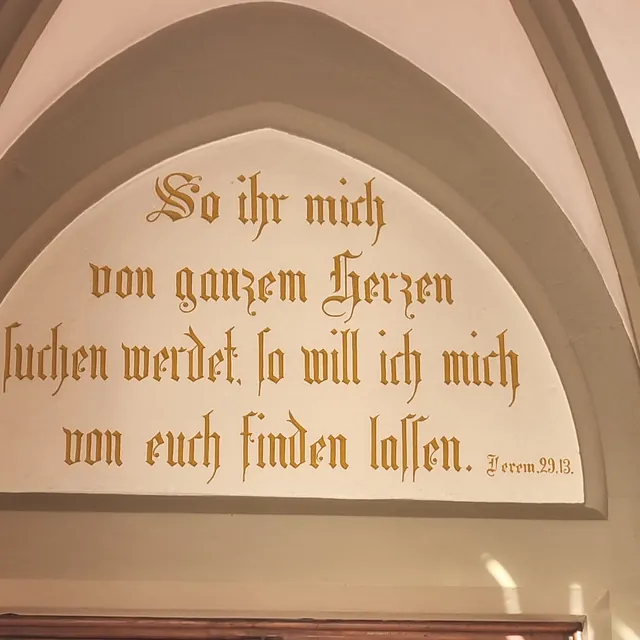 So ihr mich
von ganzem Herzen
suchen werdet, so will ich mich
von euch finden lassen. Jerem. 29.13.